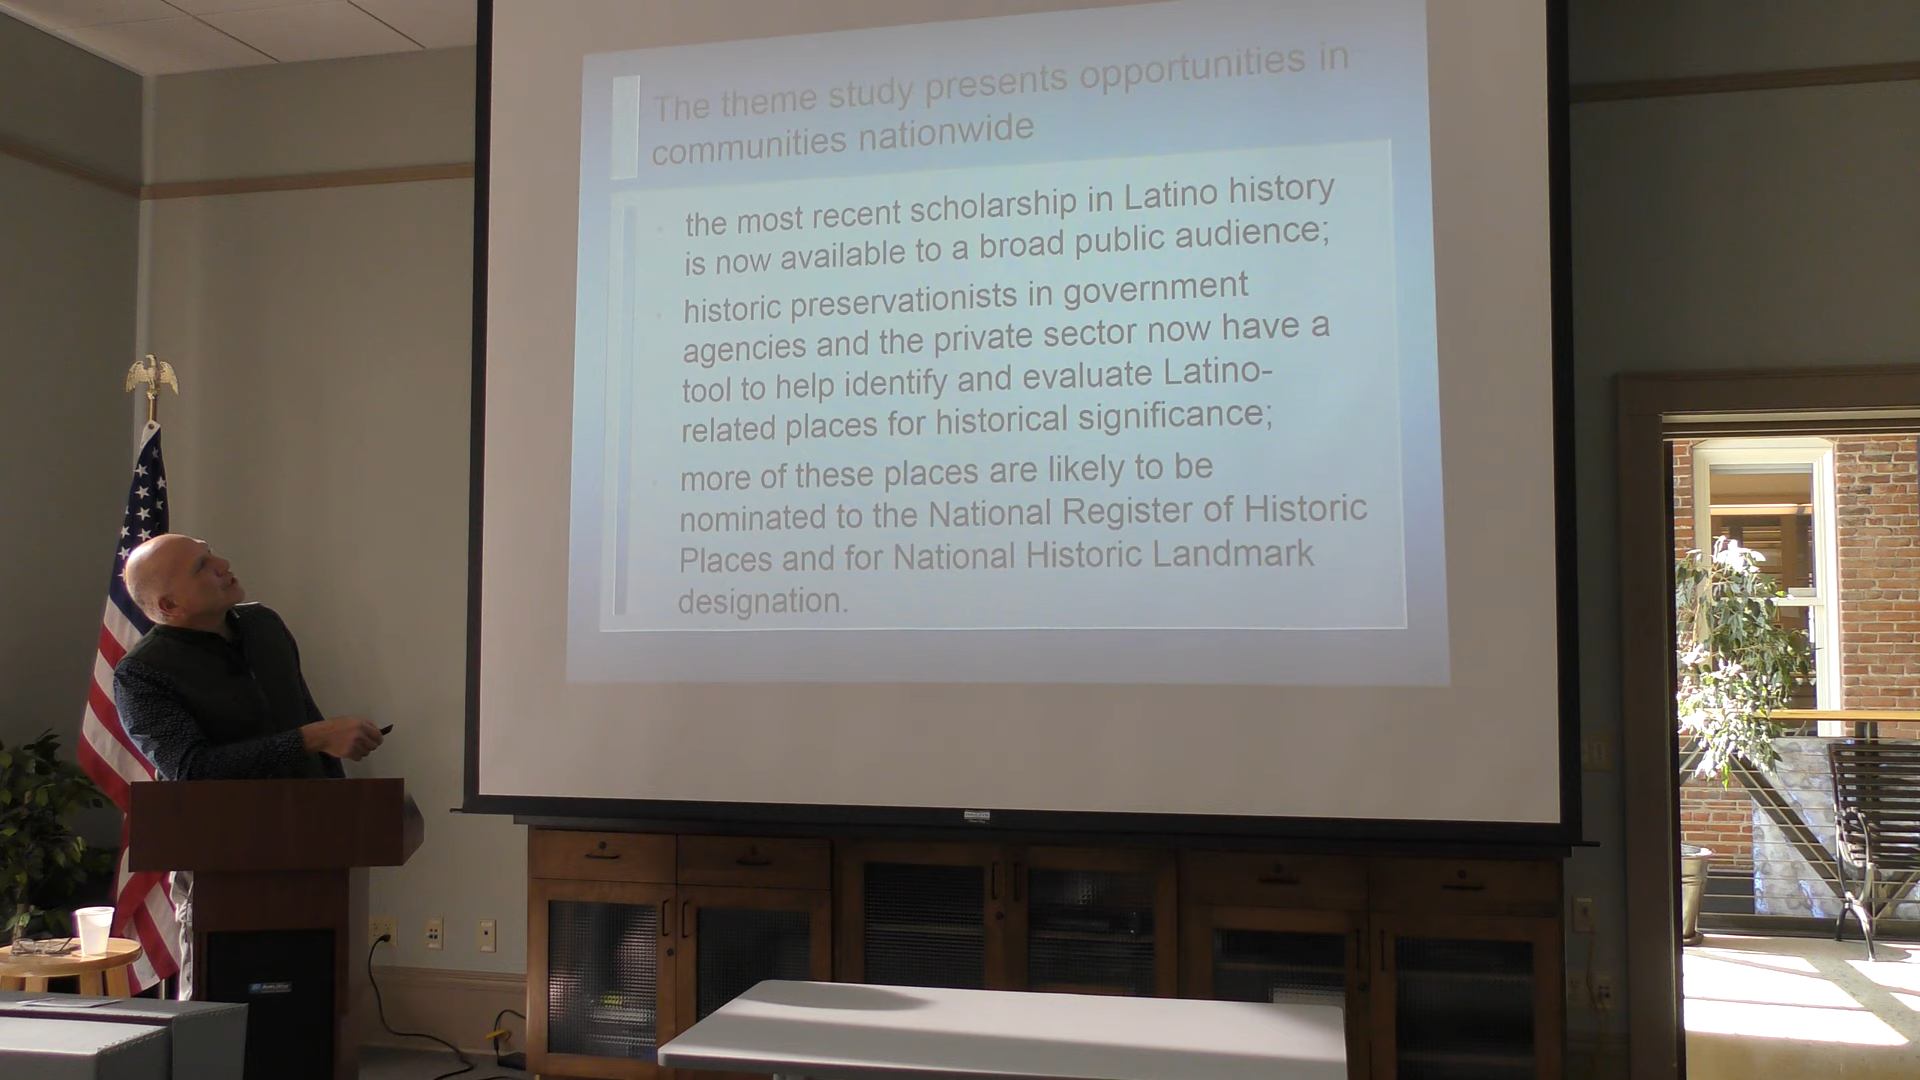 The theme study presents opportunities in
communities nationwide
the most recent scholarship in Latino history
is now available to a broad public audience;
historic preservationists in government
agencies and the private sector now have a
tool to help identify and evaluate Latino-
related places for historical significance;
more of these places are likely to be
nominated to the National Register of Historic
Places and for National Historic Landmark
designation.